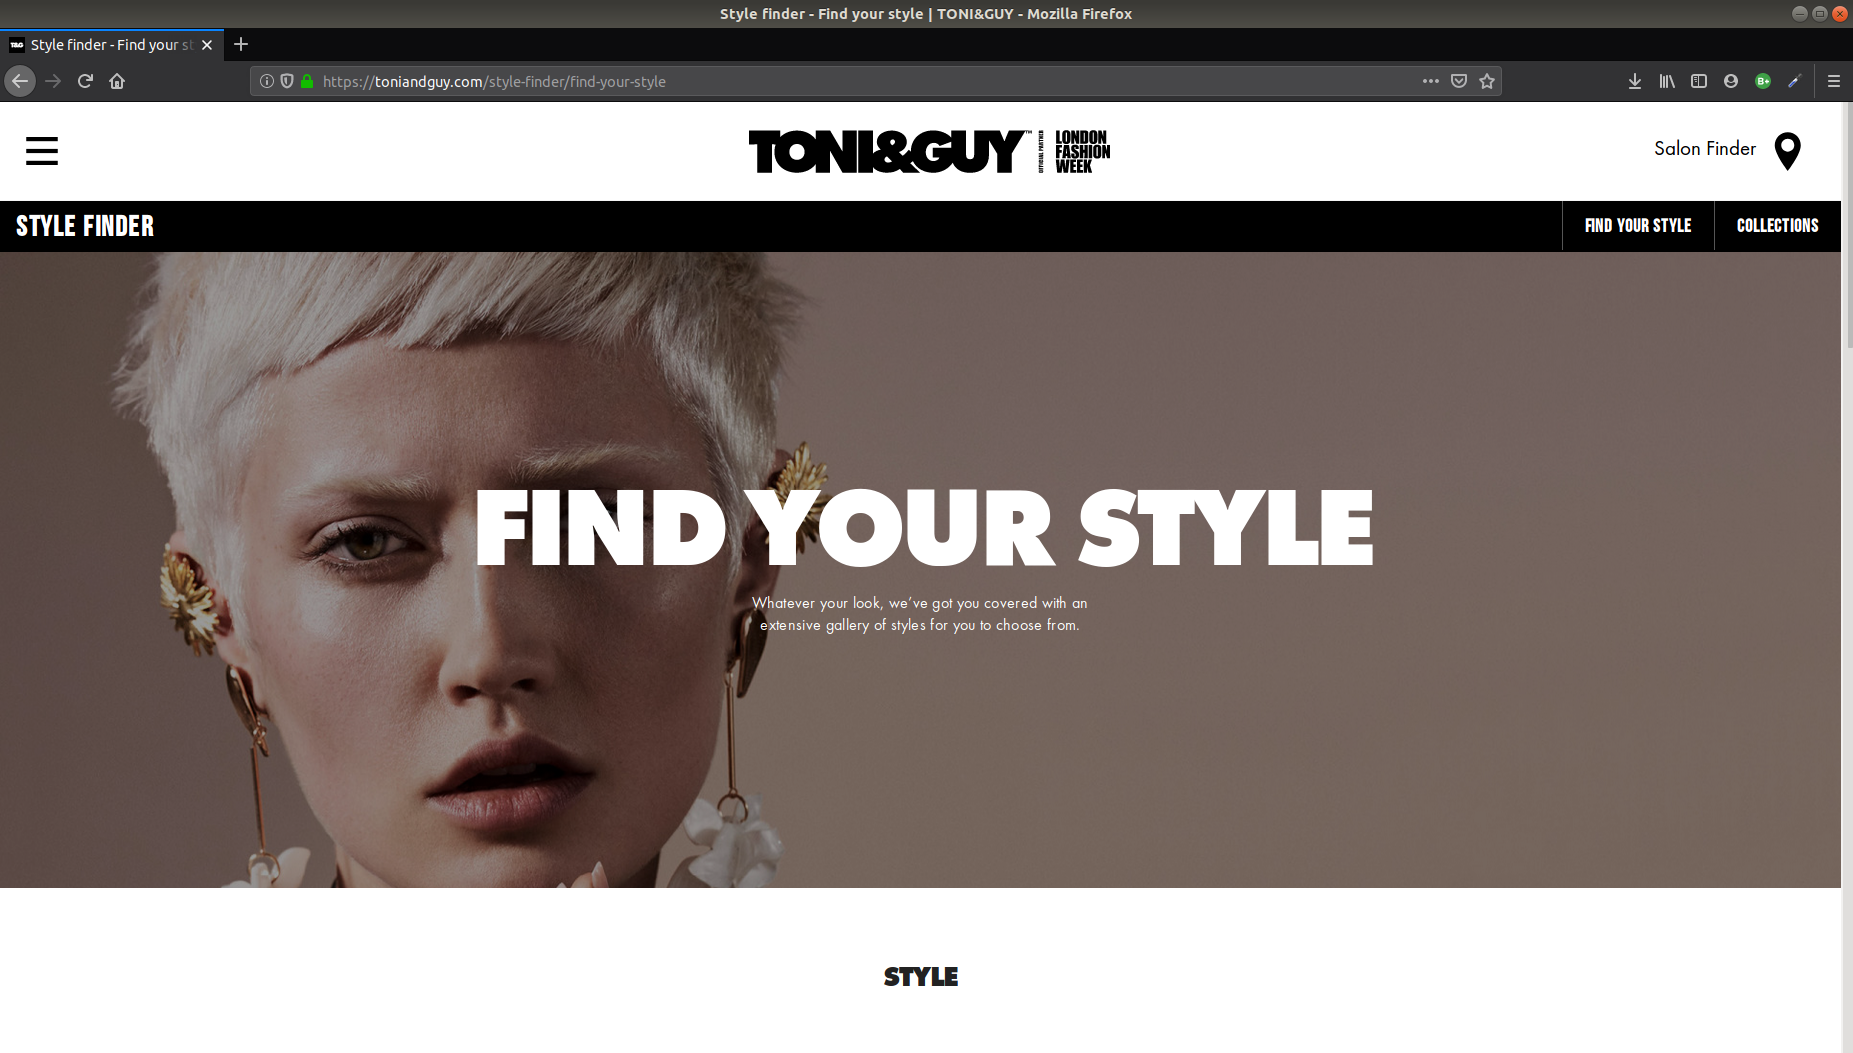 Style finder - Find your style | TONI&GUY - Mozilla Firefox
T&G Style finder - Find your st
https://toniandguy.com/style-finder/find-your-style
B+
TONI&GUY™
OFFICIAL PARTNER
LONDON
FASHION
WEEK
Salon Finder
STYLE FINDER
FIND YOUR STYLE
COLLECTIONS
FIND YOUR STYLE
Whatever your look, we've got you covered with an
extensive gallery of styles for you to choose from.
STYLE